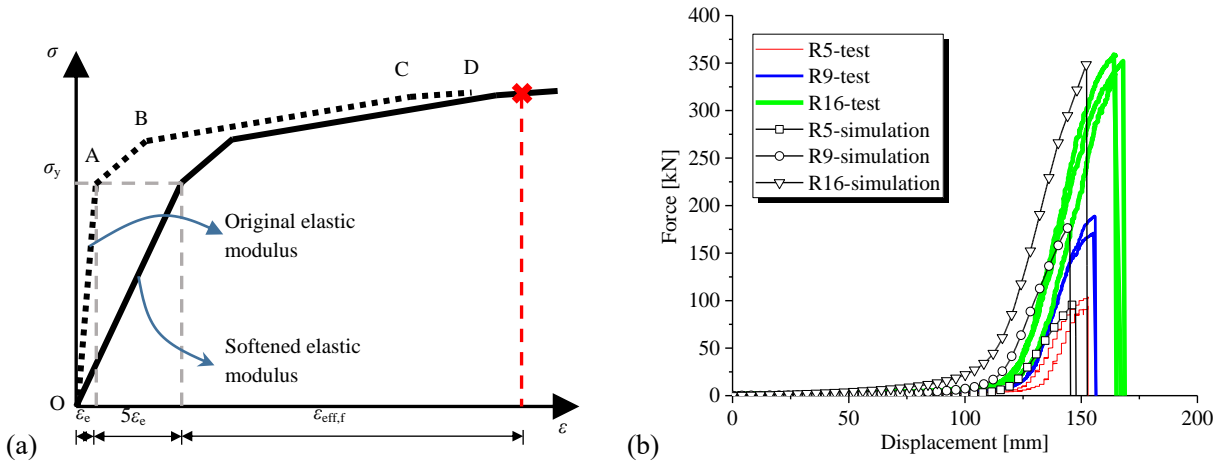 σ
A
B
C
D
σy
Original elastic
modulus
Softened elastic
modulus
O
εe
5εe
εeff,f
ε
(a)
400
350
300
250
200
150
100
50
0
Force [kN]
R5-test
R9-test
R16-test
R5-simulation
R9-simulation
R16-simulation
0
50
100
150
200
Displacement [mm]
(b)